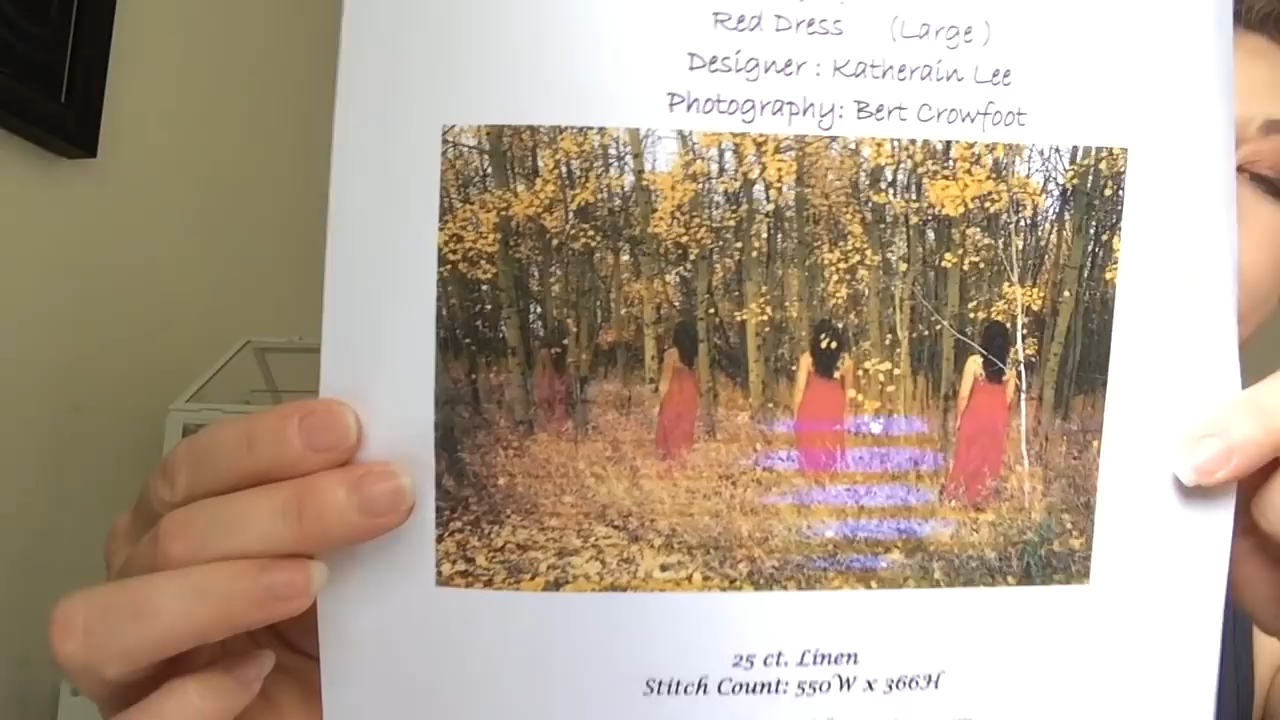 Red Dress (Large)
Designer : Katherain Lee
Photography: Bert Crowfoot
25 ct. Linen
Stitch Count: 550W x 366H